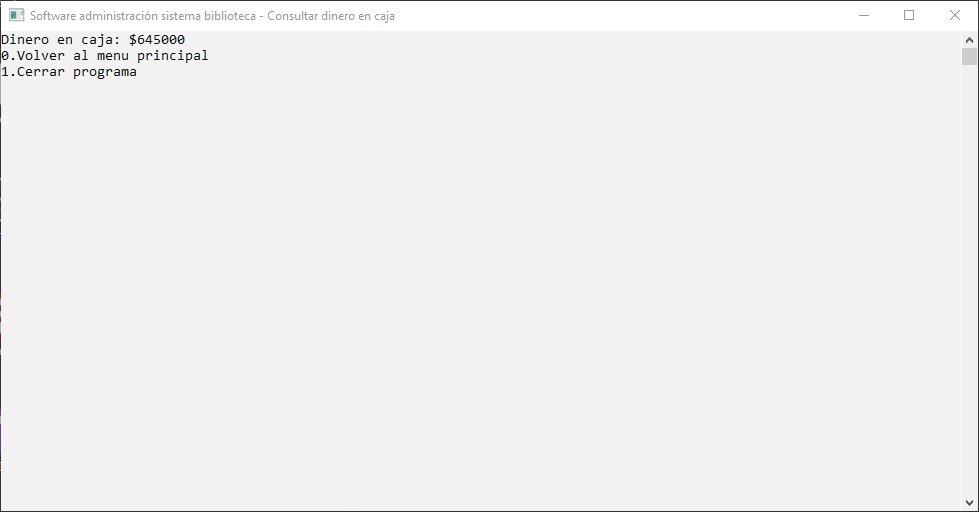 Software administración sistema biblioteca - Consultar dinero en caja
Dinero en caja: $645000
0.Volver al menu principal
1.Cerrar programa